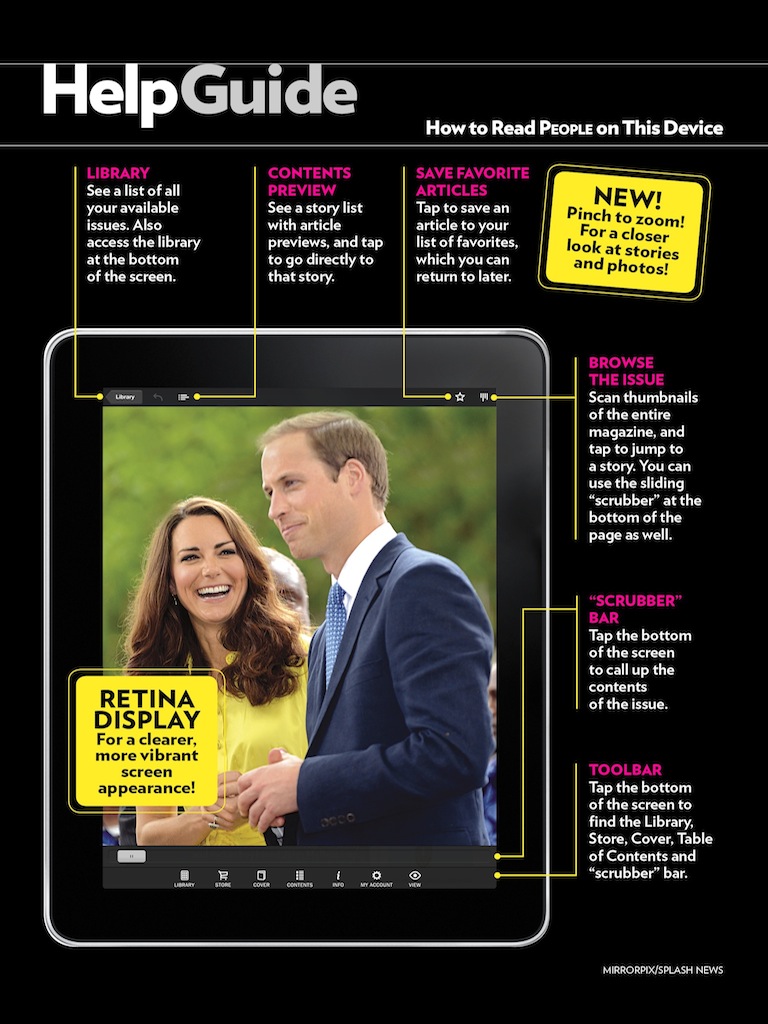 HelpGuide
How to Read PEOPLE on This Device
LIBRARY
See a list of all
your available
issues. Also
access the library
at the bottom
of the screen.
CONTENTS
PREVIEW
See a story list
with article
previews, and tap
to go directly to
that story.
SAVE FAVORITE
ARTICLES
Tap to save an
article to your
list of favorites,
which you can
return to later.
NEW!
Pinch to zoom!
For a closer
look at stories
and photos!
BROWSE
THE ISSUE
Scan thumbnails
of the entire
magazine, and
tap to jump to
a story. You can
use the sliding
“scrubber” at the
bottom of the
page as well.
Library
“SCRUBBER”
BAR
Tap the bottom
of the screen
to call up the
contents
of the issue.
RETINA
DISPLAY
For a clearer,
more vibrant
screen
appearance!
TOOLBAR
Tap the bottom
of the screen to
find the Library,
Store, Cover, Table
of Contents and
“scrubber” bar.
LIBRARY STORE COVER CONTENTS INFO MY ACCOUNT VIEW
MIRRORPIX/SPLASH NEWS